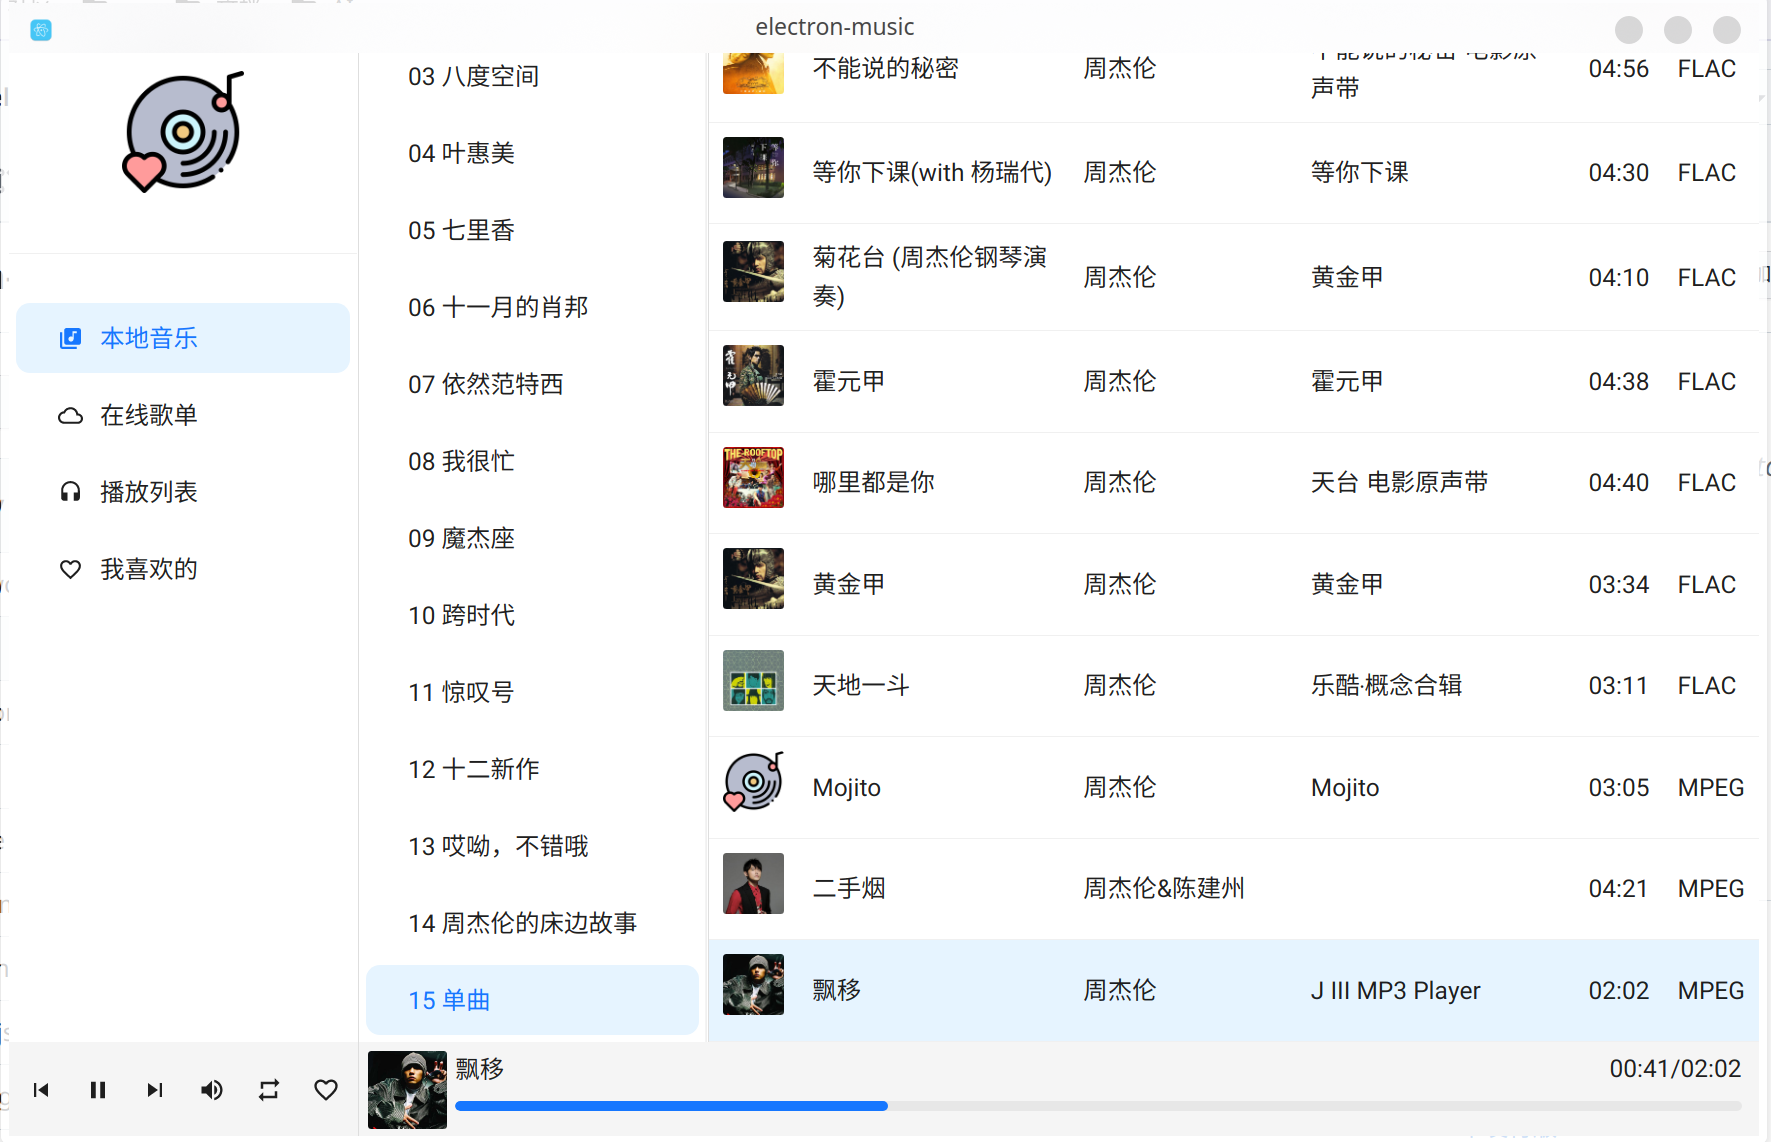 electron-music
本地音乐
在线歌单
播放列表
我喜欢的
03 八度空间
04 叶惠美
05 七里香
06 十一月的肖邦
07 依然范特西
08 我很忙
09 魔杰座
10 跨时代
11 惊叹号
12 十二新作
13 哎呦，不错哦
14 周杰伦的床边故事
15 单曲
不能说的秘密 周杰伦 不能说的秘密 电影原 04:56 FLAC
声带
等你下课(with 杨瑞代) 周杰伦 等你下课 04:30 FLAC
菊花台 (周杰伦钢琴演
奏) 周杰伦 黄金甲 04:10 FLAC
霍元甲 周杰伦 霍元甲 04:38 FLAC
THE ROOFTOP
哪里都是你 周杰伦 天台 电影原声带 04:40 FLAC
黄金甲 周杰伦 黄金甲 03:34 FLAC
天地一斗 周杰伦 乐酷·概念合辑 03:11 FLAC
Mojito 周杰伦 Mojito 03:05 MPEG
二手烟 周杰伦&陈建州 04:21 MPEG
飘移 周杰伦 J III MP3 Player 02:02 MPEG
飘移
00:41/02:02